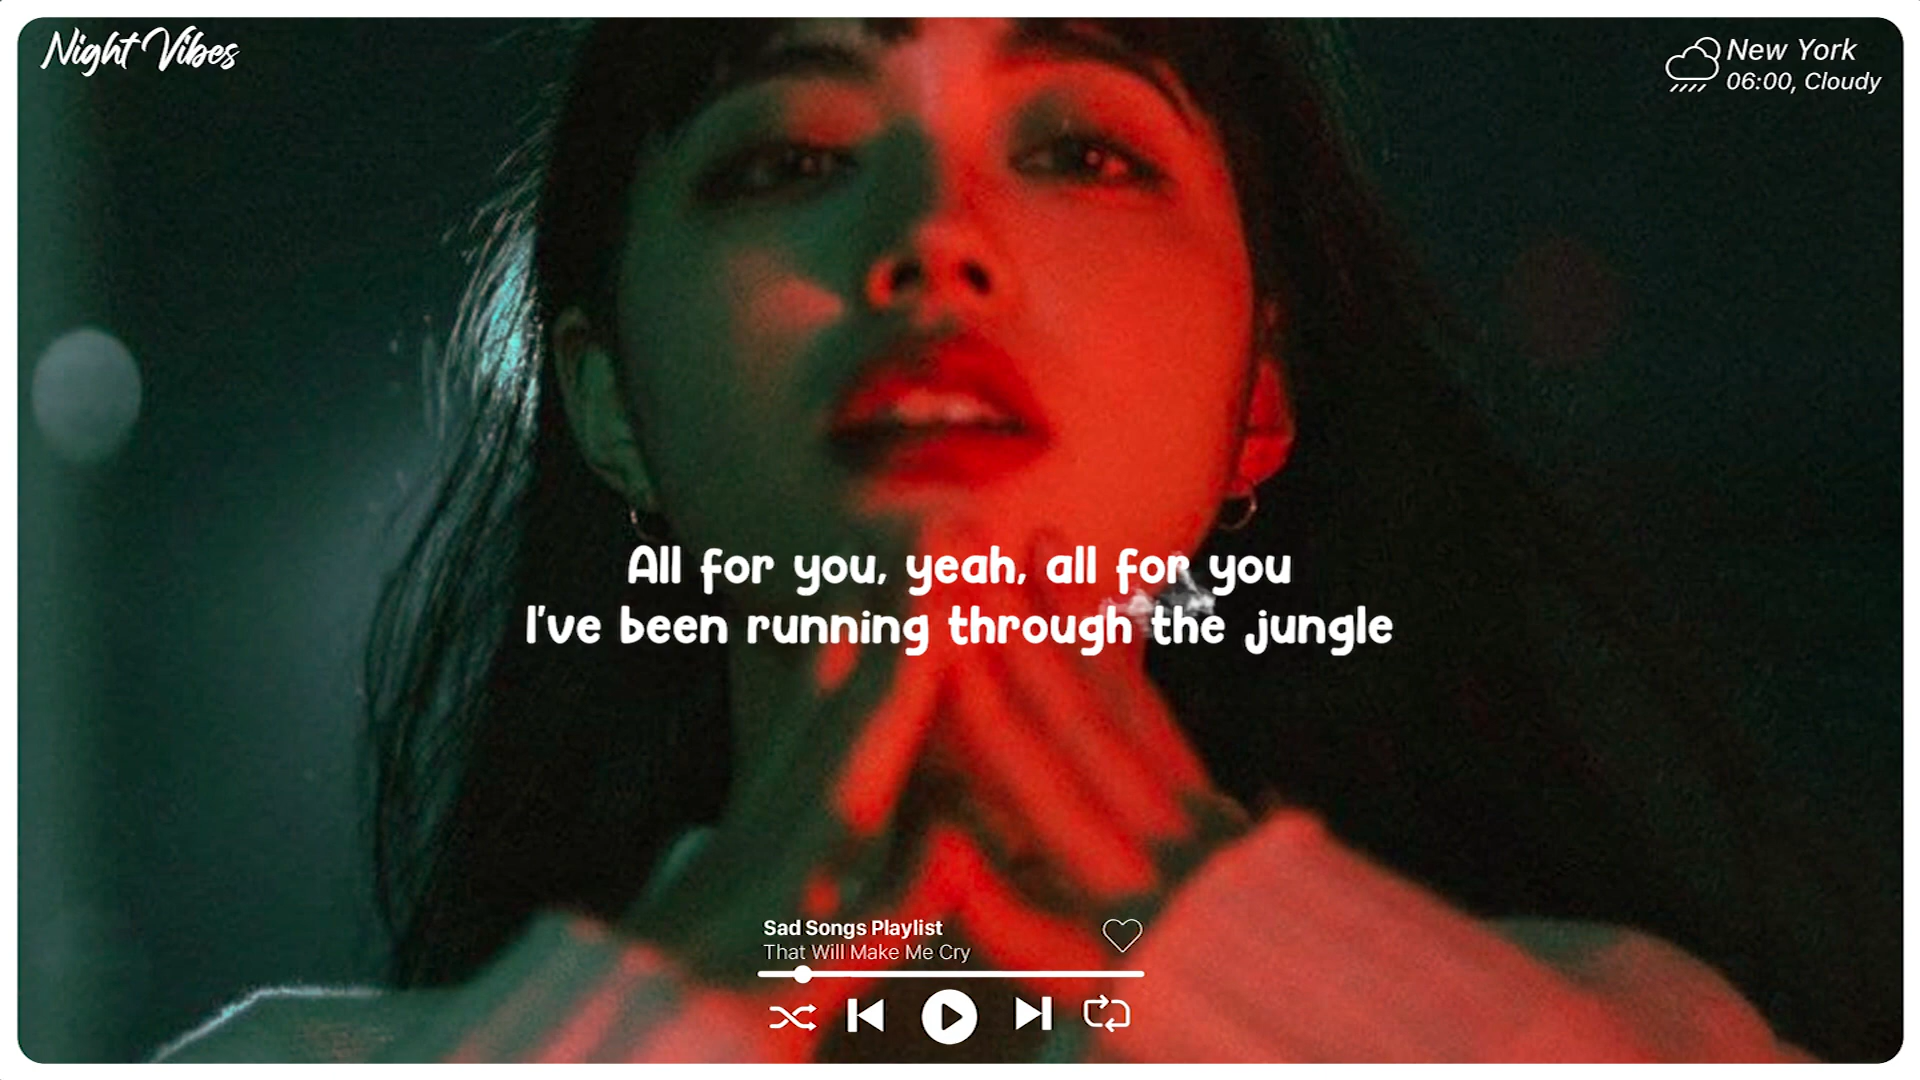 Night Vibes
New York
06:00, Cloudy
All for you, yeah, all for you
I've been running through the jungle
Sad Songs Playlist
That Will Make Me Cry